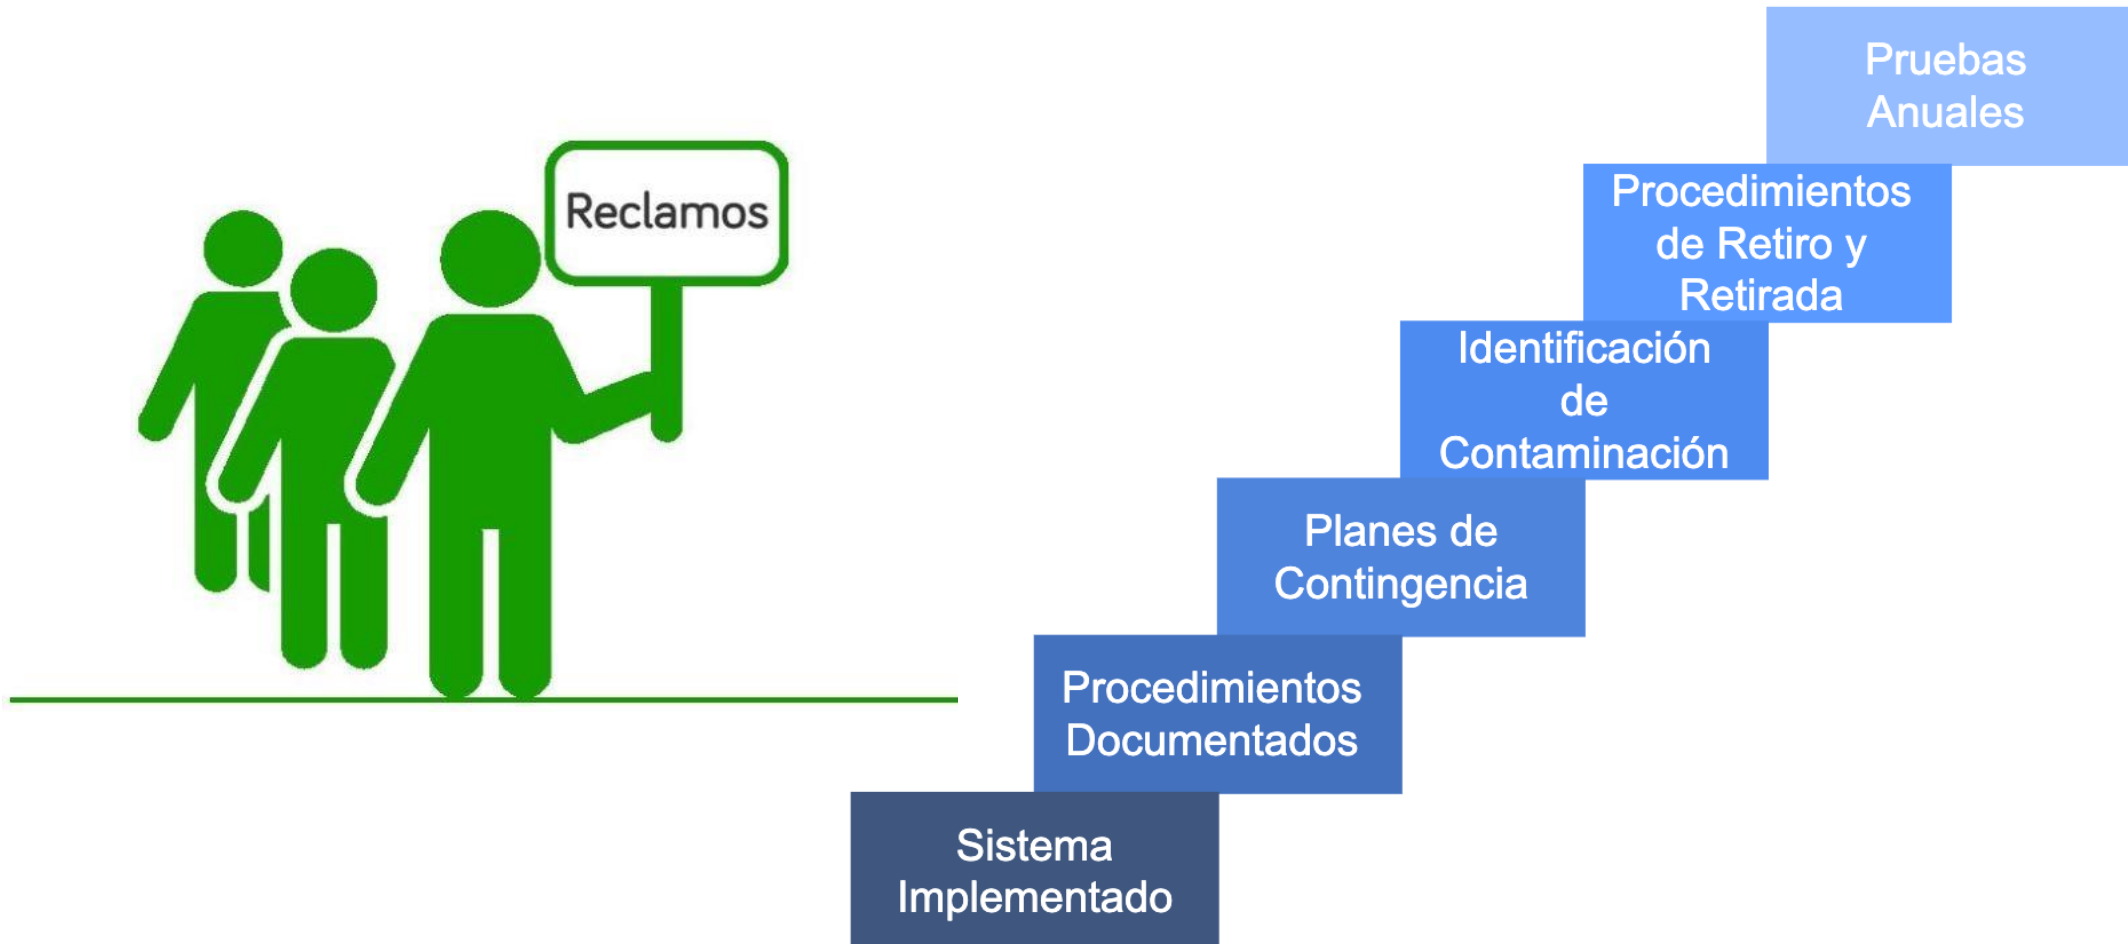 Reclamos
Pruebas
Anuales
Procedimientos
de Retiro y
Retirada
Identificación
de
Contaminación
Planes de
Contingencia
Procedimientos
Documentados
Sistema
Implementado